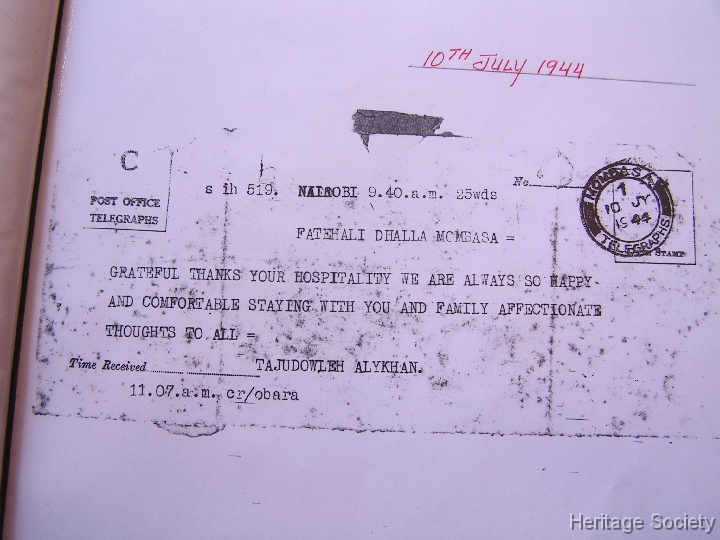 10TH JULY 1944
C
POST OFFICE
TELEGRAPHS
s ih 519. NAIROBI 9.40.a.m. 25wds
No. 6
MOMBASA
1
10 JY
1944
TELEGRAPHS
STAMP
FATEHALI DHALLA MOMBASA =
GRATEFUL THANKS YOUR HOSPITALITY WE ARE ALWAYS SO HAPPY-
AND COMFORTABLE STAYING WITH YOU AND FAMILY AFFECTIONATE
THOUGHTS TO ALL =
Time Received
TAJUDOWLEH ALYKHAN.
11.07.a.m. cr/obara
Heritage Society